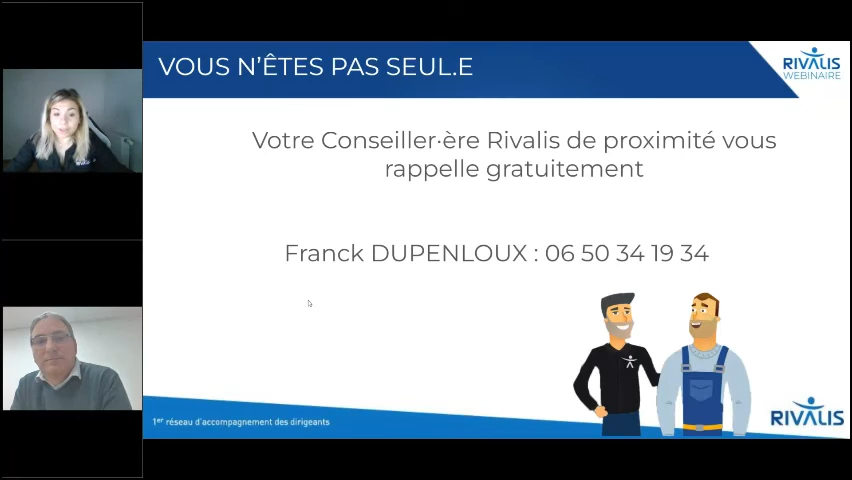 VOUS N'ÊTES PAS SEUL.E
RIVALIS
WEBINAIRE
Votre Conseiller·ère Rivalis de proximité vous
rappelle gratuitement
Franck DUPENLOUX : 06 50 34 19 34
1er réseau d'accompagnement des dirigeants
RIVALIS